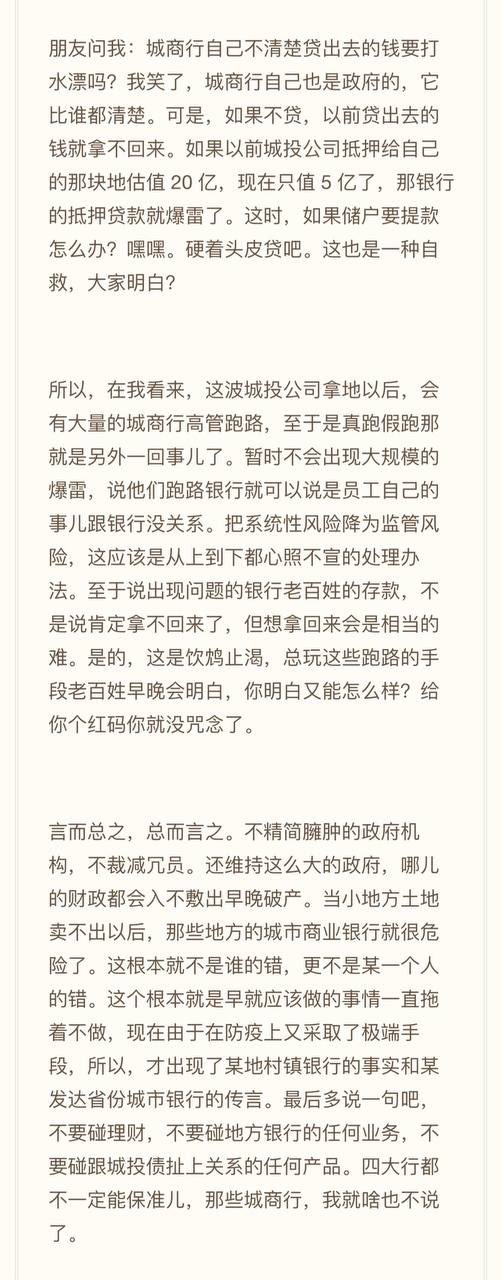 朋友问我：城商行自己不清楚贷出去的钱要打
水漂吗？我笑了，城商行自己也是政府的，它
比谁都清楚。可是，如果不贷，以前贷出去的
钱就拿不回来。如果以前城投公司抵押给自己
的那块地估值 20 亿，现在只值 5 亿了，那银行
的抵押贷款就爆雷了。这时，如果储户要提款
怎么办？嘿嘿。硬着头皮贷吧。这也是一种自
救，大家明白？
所以，在我看来，这波城投公司拿地以后，会
有大量的城商行高管跑路，至于是真跑假跑那
就是另外一回事儿了。暂时不会出现大规模的
爆雷，说他们跑路银行就可以说是员工自己的
事儿跟银行没关系。把系统性风险降为监管风
险，这应该是从上到下都心照不宣的处理办
法。至于说出现问题的银行老百姓的存款，不
是说肯定拿不回来了，但想拿回来会是相当的
难。是的，这是饮鸩止渴，总玩这些跑路的手
段老百姓早晚会明白，你明白又能怎么样？给
你个红码你就没咒念了。
言而总之，总而言之。不精简臃肿的政府机
构，不裁减冗员。还维持这么大的政府，哪儿
的财政都会入不敷出早晚破产。当小地方土地
卖不出以后，那些地方的城市商业银行就很危
险了。这根本就不是谁的错，更不是某一个人
的错。这个根本就是早就应该做的事情一直拖
着不做，现在由于在防疫上又采取了极端手
段，所以，才出现了某地村镇银行的事实和某
发达省份城市银行的传言。最后多说一句吧，
不要碰理财，不要碰地方银行的任何业务，不
要碰跟城投债扯上关系的任何产品。四大行都
不一定能保准儿，那些城商行，我就啥也不说
了。